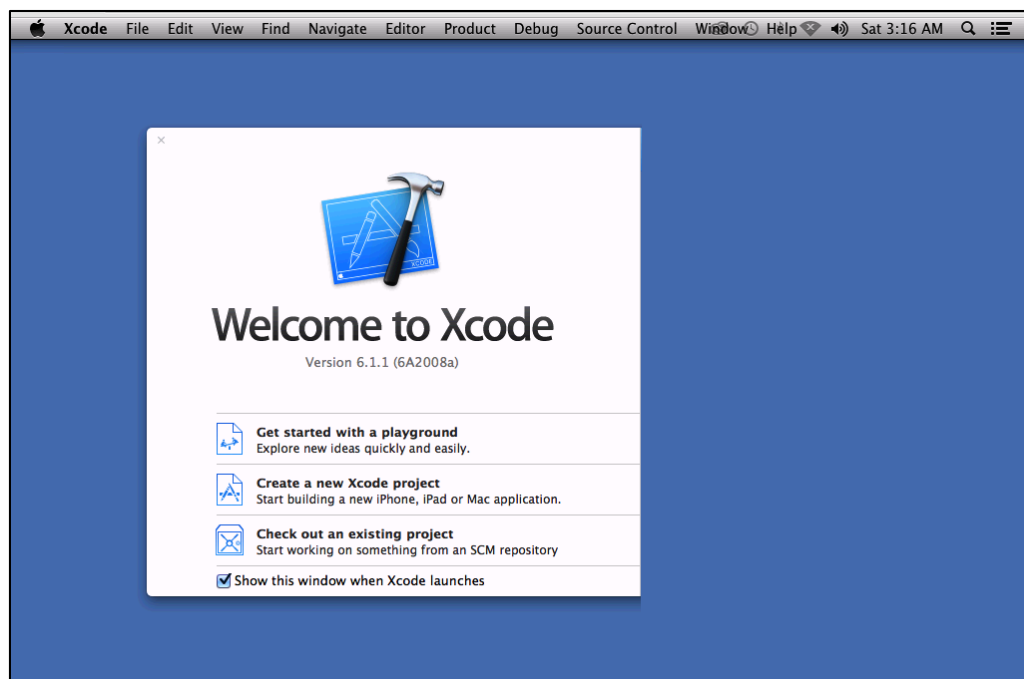 Xcode File Edit View Find Navigate Editor Product Debug Source Control Window Help Sat 3:16 AM
XCODE
Welcome to Xcode
Version 6.1.1 (6A2008a)
Get started with a playground
Explore new ideas quickly and easily.
Create a new Xcode project
Start building a new iPhone, iPad or Mac application.
Check out an existing project
Start working on something from an SCM repository
Show this window when Xcode launches